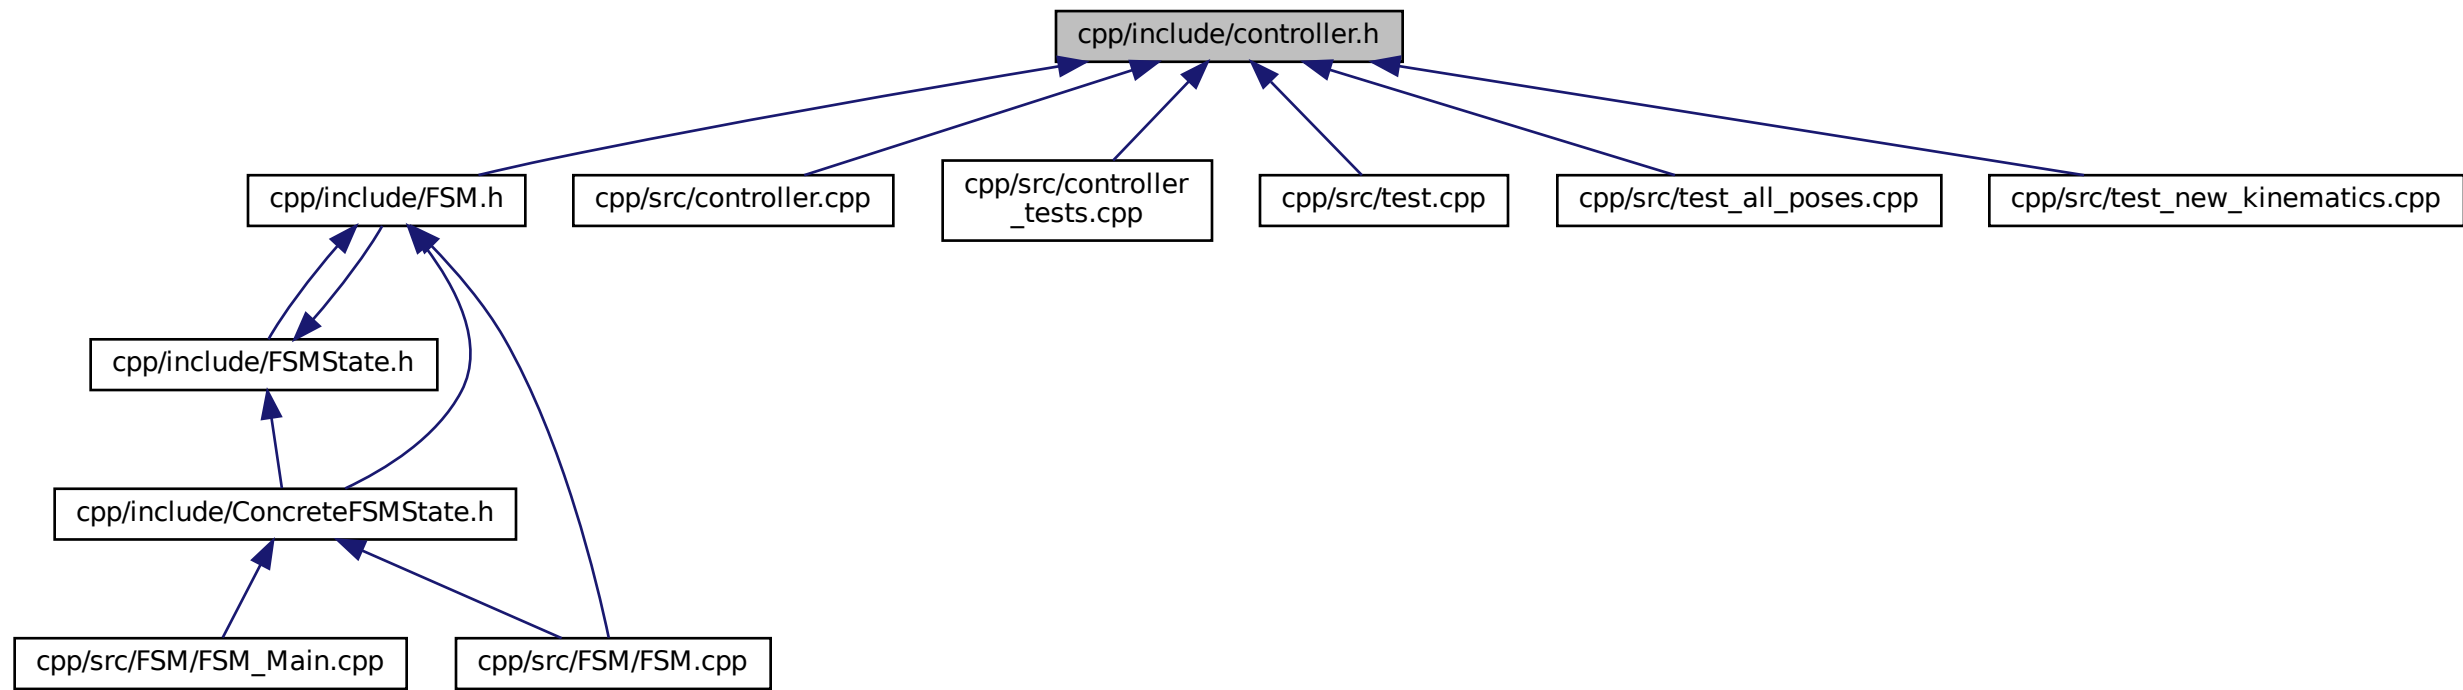 cpp/include/controller.h
cpp/include/FSM.h
cpp/src/controller.cpp
cpp/src/controller
_tests.cpp
cpp/src/test.cpp
cpp/src/test_all_poses.cpp
cpp/src/test_new_kinematics.cpp
cpp/include/FSMState.h
cpp/include/ConcreteFSMState.h
cpp/src/FSM/FSM_Main.cpp
cpp/src/FSM/FSM.cpp